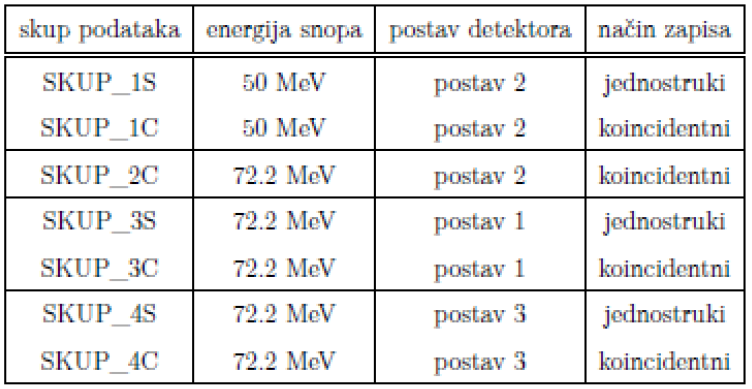 skup podataka energija snopa postav detektora način zapisa
SKUP_1S 50 MeV postav 2 jednostruki
SKUP_1C 50 MeV postav 2 koincidentni
SKUP_2C 72.2 MeV postav 2 koincidentni
SKUP_3S 72.2 MeV postav 1 jednostruki
SKUP_3C 72.2 MeV postav 1 koincidentni
SKUP_4S 72.2 MeV postav 3 jednostruki
SKUP_4C 72.2 MeV postav 3 koincidentni